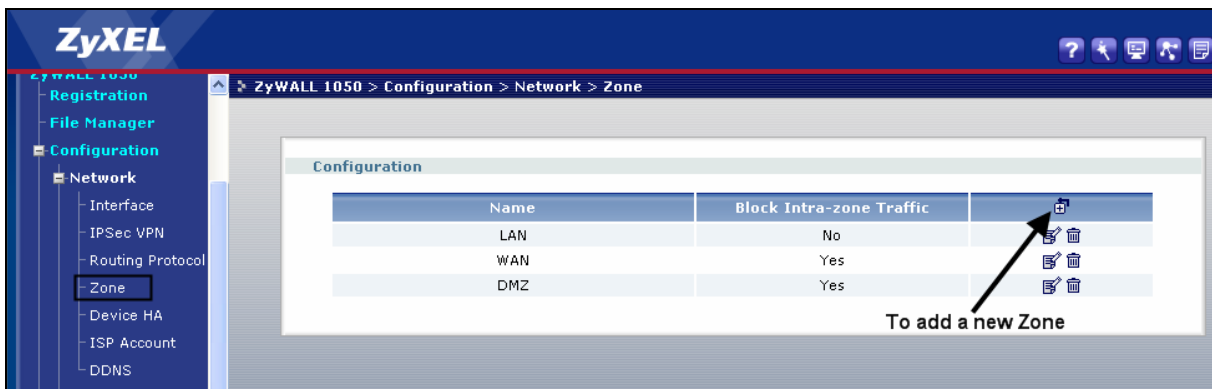 ZyXEL
ZyWALL 1050
Registration
File Manager
Configuration
Network
Interface
IPSec VPN
Routing Protocol
Zone
Device HA
ISP Account
DDNS
ZyWALL 1050 > Configuration > Network > Zone
Configuration
Name Block Intra-zone Traffic
LAN No
WAN Yes
DMZ Yes
To add a new Zone